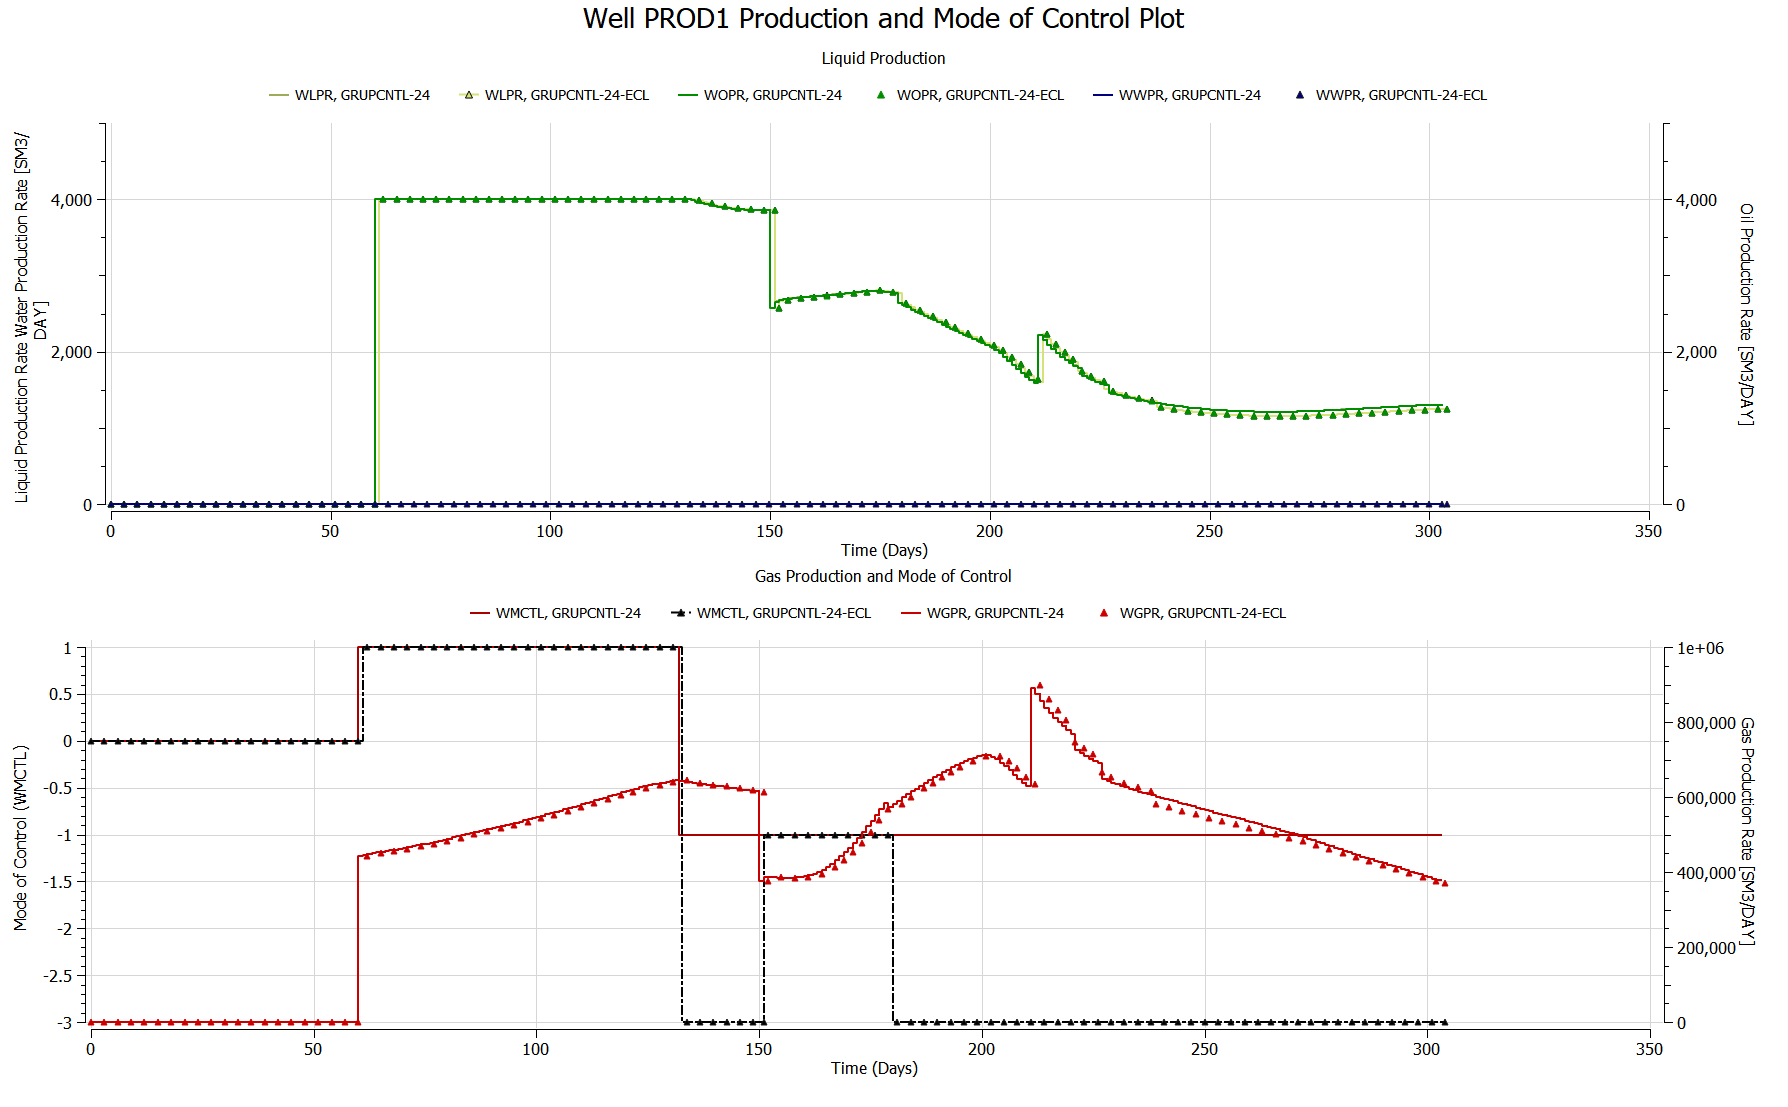 Well PROD1 Production and Mode of Control Plot
Liquid Production
WLPR, GRUPCNTL-24
WLPR, GRUPCNTL-24-ECL
WOPR, GRUPCNTL-24
WOPR, GRUPCNTL-24-ECL
WWPR, GRUPCNTL-24
WWPR, GRUPCNTL-24-ECL
Liquid Production Rate Water Production Rate [SM3/
DAY]
4,000
2,000
0
4,000
2,000
0
Oil Production Rate [SM3/DAY]
0 50 100 150 200 250 300 350
Time (Days)
Gas Production and Mode of Control
WMCTL, GRUPCNTL-24
WMCTL, GRUPCNTL-24-ECL
WGPR, GRUPCNTL-24
WGPR, GRUPCNTL-24-ECL
Mode of Control (WMCTL)
1
0.5
0
-0.5
-1
-1.5
-2
-2.5
-3
1e+06
800,000
600,000
400,000
200,000
0
Gas Production Rate [SM3/DAY]
0 50 100 150 200 250 300 350
Time (Days)